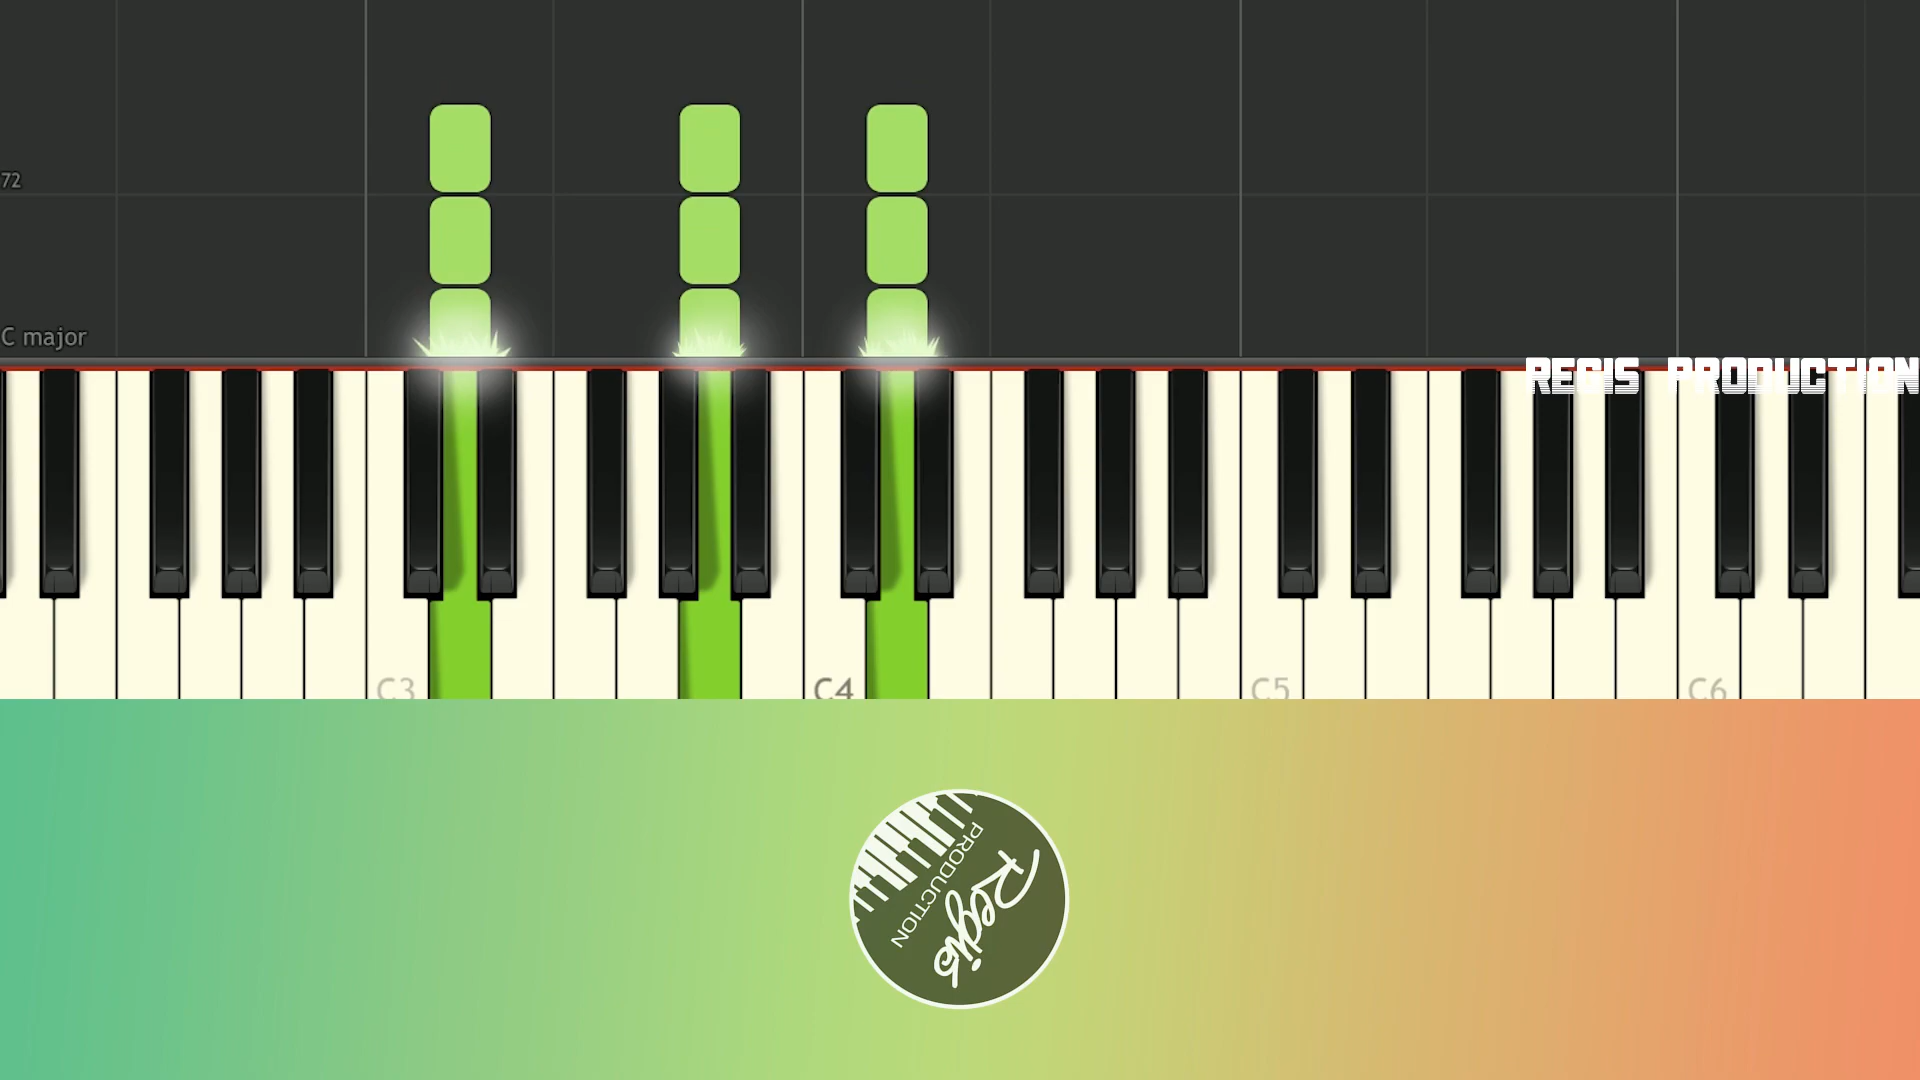 72
C major
REGIS PRODUCTION
C3
C4
C5
C6
PRODUCTION
Regis